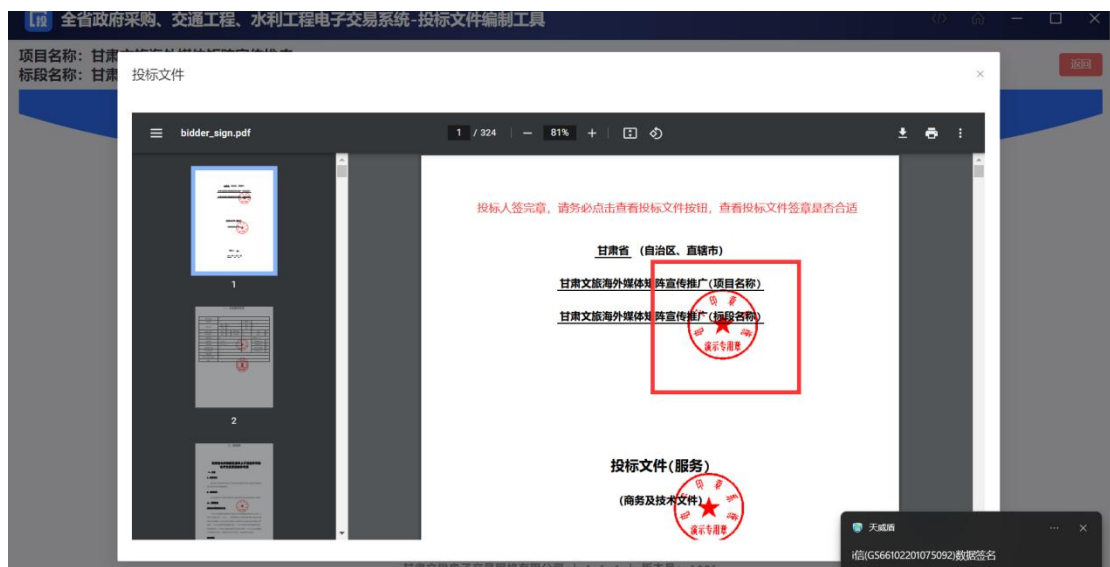 全省政府采购、交通工程、水利工程电子交易系统-投标文件编制工具
项目名称：甘肃
标段名称：甘肃
返回
投标文件
bidder_sign.pdf
1 / 324
81%
投标人签完章，请务必点击查看投标文件按钮，查看投标文件签章是否合适
甘肃省 （自治区、直辖市）
甘肃文旅海外媒体矩阵宣传推广(项目名称)
甘肃文旅海外媒体矩阵宣传推广(标段名称)
演示专用章
投标文件(服务)
(商务及技术文件)
演示专用章
1
2
天威盾
i信(GS66102201075092)数据签名